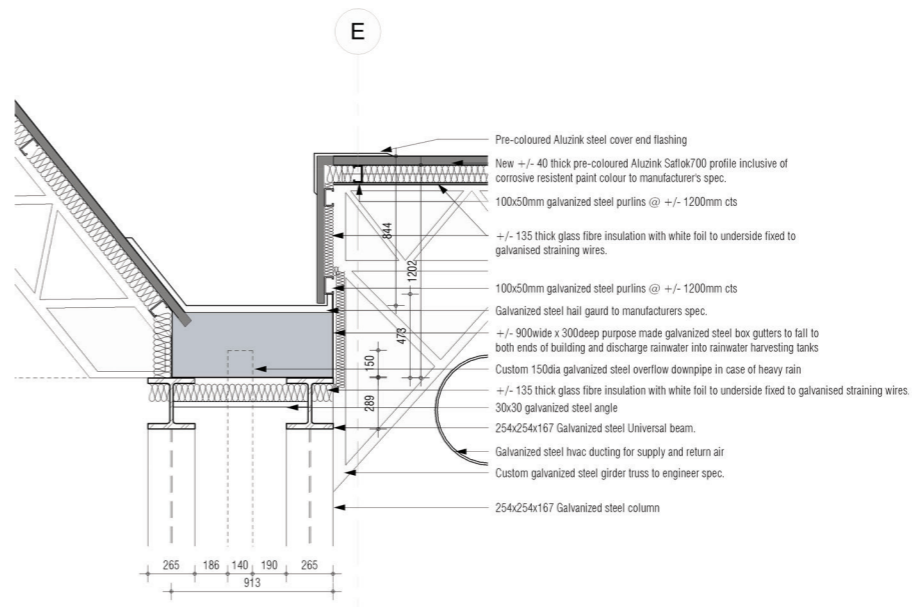 E
Pre-coloured Aluzink steel cover end flashing
New +/- 40 thick pre-coloured Aluzink Saflok700 profile inclusive of
corrosive resistent paint colour to manufacturer's spec.
100x50mm galvanized steel purlins @ +/- 1200mm cts
+/- 135 thick glass fibre insulation with white foil to underside fixed to
galvanised straining wires.
100x50mm galvanized steel purlins @ +/- 1200mm cts
Galvanized steel hail gaurd to manufacturers spec.
+/- 900wide x 300deep purpose made galvanized steel box gutters to fall to
both ends of building and discharge rainwater into rainwater harvesting tanks
Custom 150dia galvanized steel overflow downpipe in case of heavy rain
+/- 135 thick glass fibre insulation with white foil to underside fixed to galvanised straining wires.
30x30 galvanized steel angle
254x254x167 Galvanized steel Universal beam.
Galvanized steel hvac ducting for supply and return air
Custom galvanized steel girder truss to engineer spec.
254x254x167 Galvanized steel column
844
1202
473
150
289
265 186 140 190 265
913